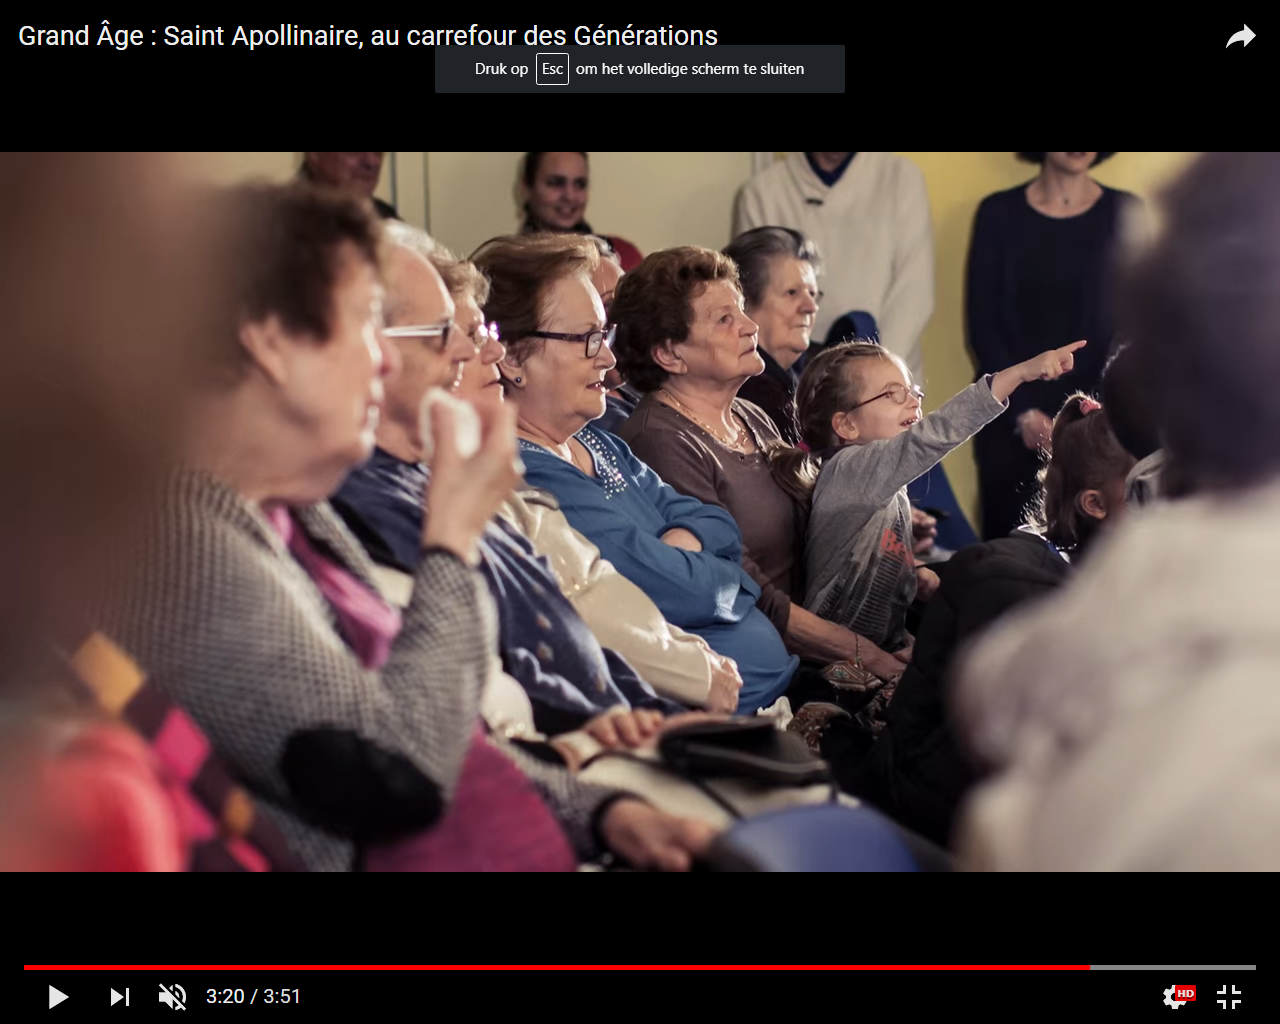 Grand Âge : Saint Apollinaire, au carrefour des Générations
Druk op Esc om het volledige scherm te sluiten
3:20 / 3:51
HD